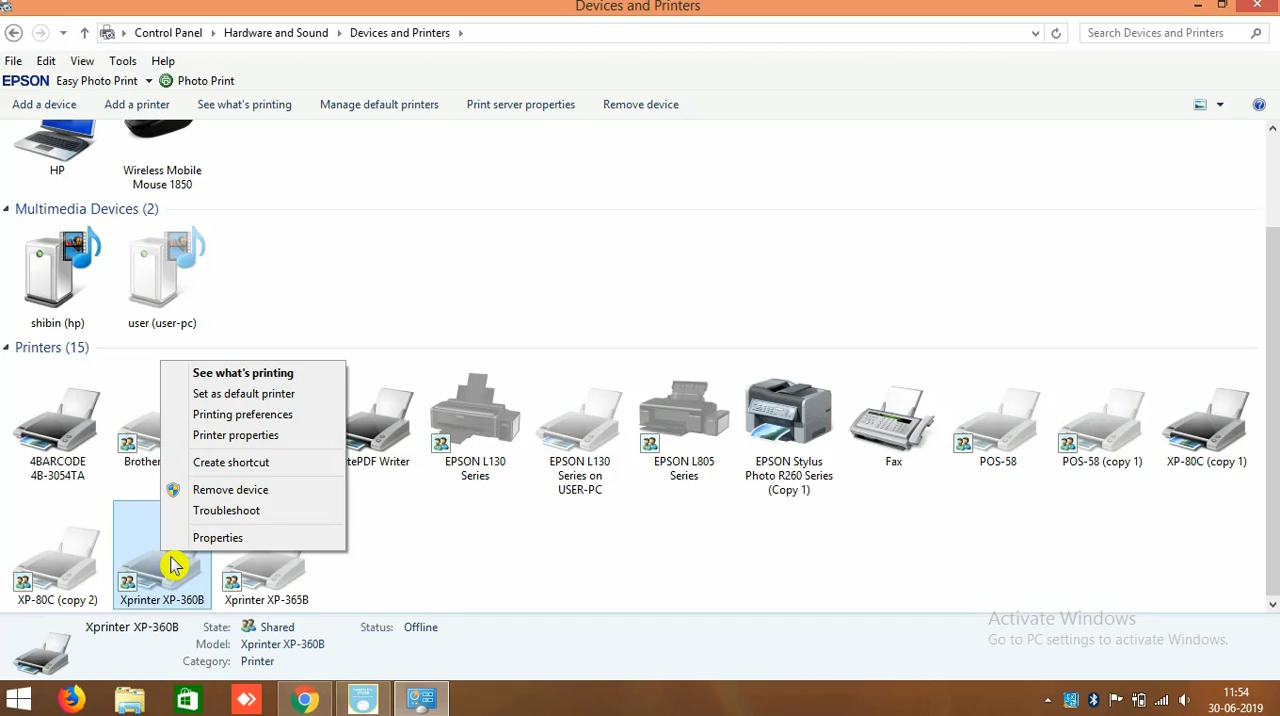 Devices and Printers
Control Panel Hardware and Sound Devices and Printers
Search Devices and Printers
File Edit View Tools Help
EPSON Easy Photo Print Photo Print
Add a device Add a printer See what's printing Manage default printers Print server properties Remove device
HP
Wireless Mobile
Mouse 1850
Multimedia Devices (2)
shibin (hp)
user (user-pc)
Printers (15)
See what's printing
Set as default printer
Printing preferences
Printer properties
Create shortcut
Remove device
Troubleshoot
Properties
4BARCODE
4B-3054TA
Brother
tePDF Writer
EPSON L130
Series
EPSON L130
Series on
USER-PC
EPSON L805
Series
EPSON Stylus
Photo R260 Series
(Copy 1)
Fax
POS-58
POS-58 (copy 1)
XP-80C (copy 1)
XP-80C (copy 2)
Xprinter XP-360B
Xprinter XP-365B
Xprinter XP-360B
State: Shared
Status: Offline
Model: Xprinter XP-360B
Category: Printer
Activate Windows
Go to PC settings to activate Windows.
11:54
30-06-2019